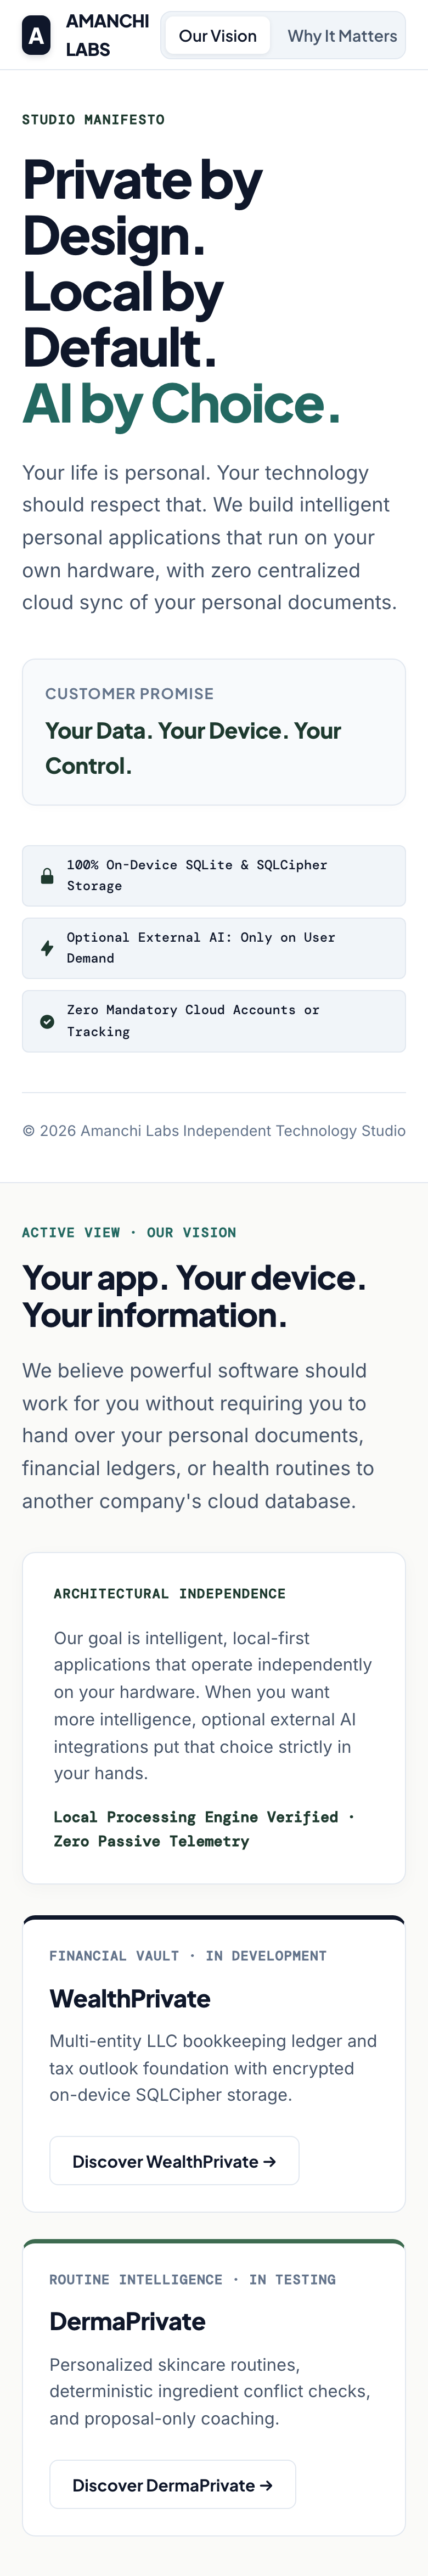 A
AMANCHI
LABS
Our Vision
Why It Matters
STUDIO MANIFESTO
Private by
Design.
Local by
Default.
AI by Choice.
Your life is personal. Your technology
should respect that. We build intelligent
personal applications that run on your
own hardware, with zero centralized
cloud sync of your personal documents.
CUSTOMER PROMISE
Your Data. Your Device. Your
Control.
100% On-Device SQLite & SQLCipher
Storage
Optional External AI: Only on User
Demand
Zero Mandatory Cloud Accounts or
Tracking
© 2026 Amanchi Labs Independent Technology Studio
ACTIVE VIEW · OUR VISION
Your app. Your device.
Your information.
We believe powerful software should
work for you without requiring you to
hand over your personal documents,
financial ledgers, or health routines to
another company's cloud database.
ARCHITECTURAL INDEPENDENCE
Our goal is intelligent, local-first
applications that operate independently
on your hardware. When you want
more intelligence, optional external AI
integrations put that choice strictly in
your hands.
Local Processing Engine Verified ·
Zero Passive Telemetry
FINANCIAL VAULT · IN DEVELOPMENT
WealthPrivate
Multi-entity LLC bookkeeping ledger and
tax outlook foundation with encrypted
on-device SQLCipher storage.
Discover WealthPrivate →
ROUTINE INTELLIGENCE · IN TESTING
DermaPrivate
Personalized skincare routines,
deterministic ingredient conflict checks,
and proposal-only coaching.
Discover DermaPrivate →